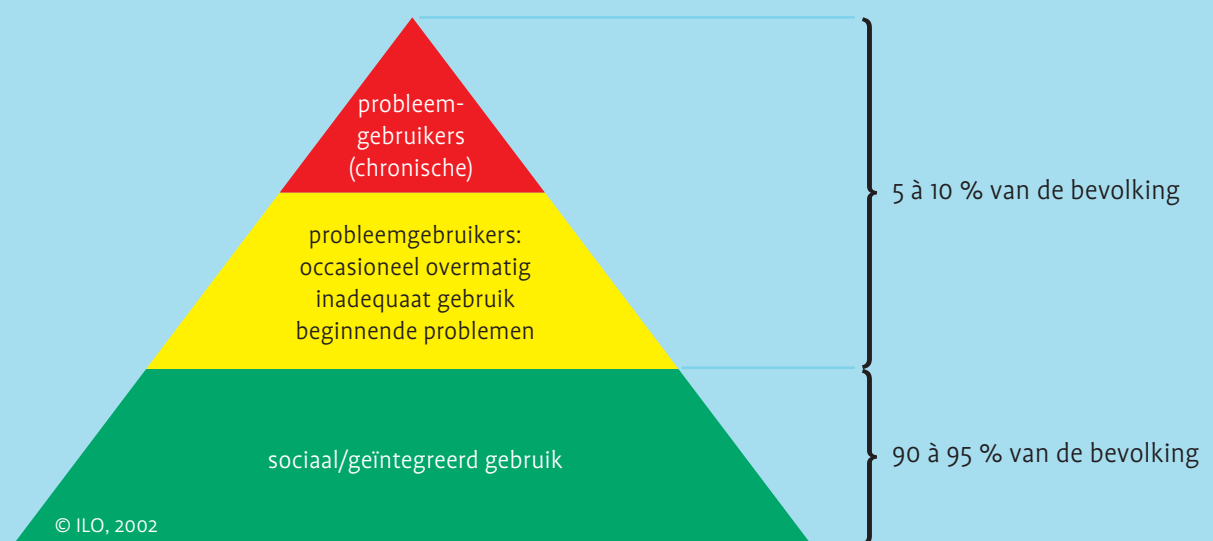 probleem-
gebruikers
(chronische)
5 à 10 % van de bevolking
probleemgebruikers:
occasioneel overmatig
inadequaat gebruik
beginnende problemen
sociaal/geïntegreerd gebruik
90 à 95 % van de bevolking
© ILO, 2002